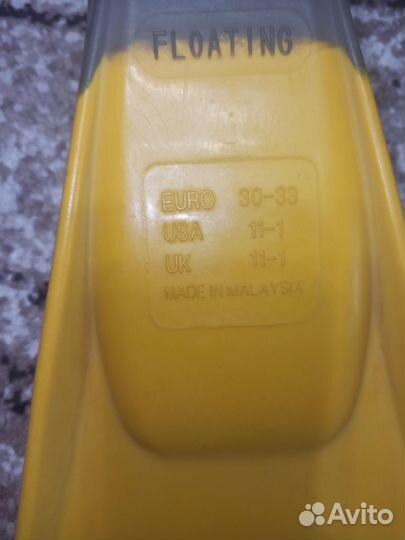 FLOATING
EURO 30-33
USA 11-1
UK 11-1
MADE IN MALAYSIA
Avito